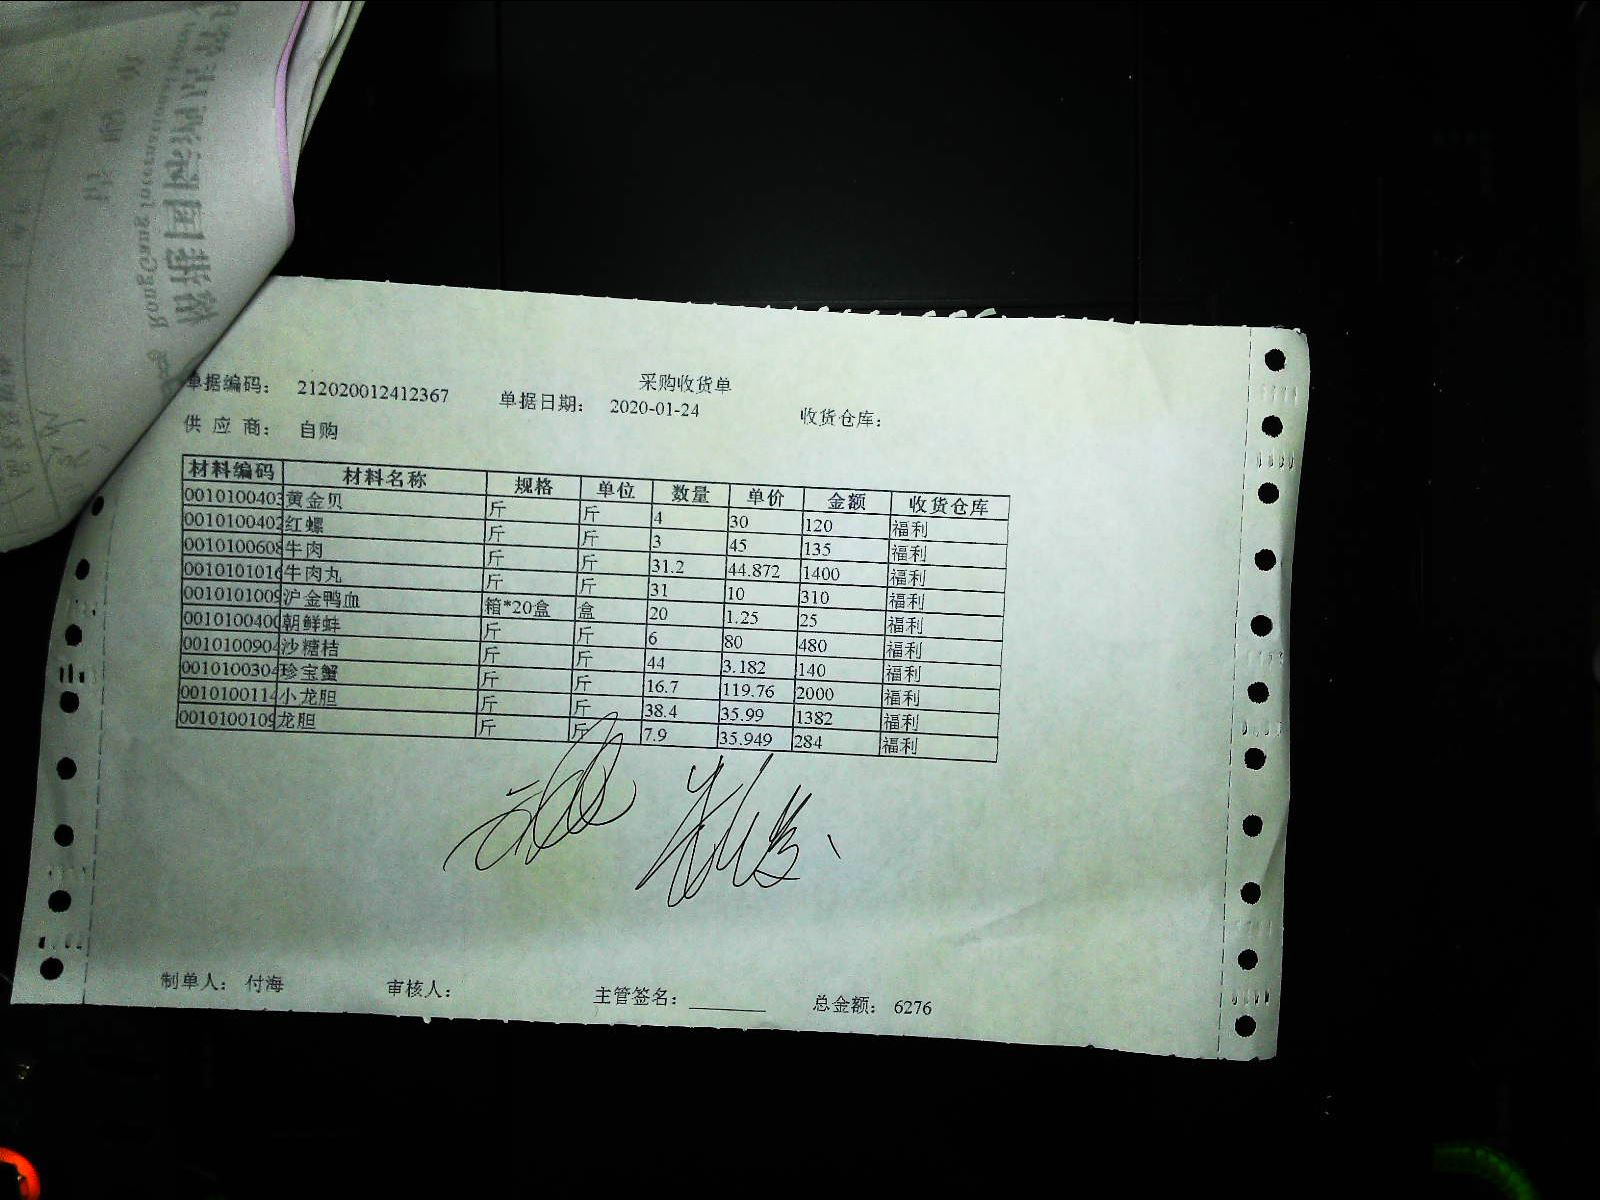 采购收货单
单据编码： 212020012412367 单据日期： 2020-01-24 收货仓库：
供 应 商： 自购
材料编码 材料名称 规格 单位 数量 单价 金额 收货仓库
0010100403 黄金贝 斤 斤 4 30 120 福利
0010100402 红螺 斤 斤 3 45 135 福利
0010100608 牛肉 斤 斤 31.2 44.872 1400 福利
0010101016 牛肉丸 斤 斤 31 10 310 福利
0010101009 沪金鸭血 箱*20盒 盒 20 1.25 25 福利
0010100400 朝鲜蚌 斤 斤 6 80 480 福利
0010100904 沙糖桔 斤 斤 44 3.182 140 福利
0010100304 珍宝蟹 斤 斤 16.7 119.76 2000 福利
0010100114 小龙胆 斤 斤 38.4 35.99 1382 福利
0010100109 龙胆 斤 斤 7.9 35.949 284 福利
制单人： 付海 审核人： 主管签名： 总金额： 6276